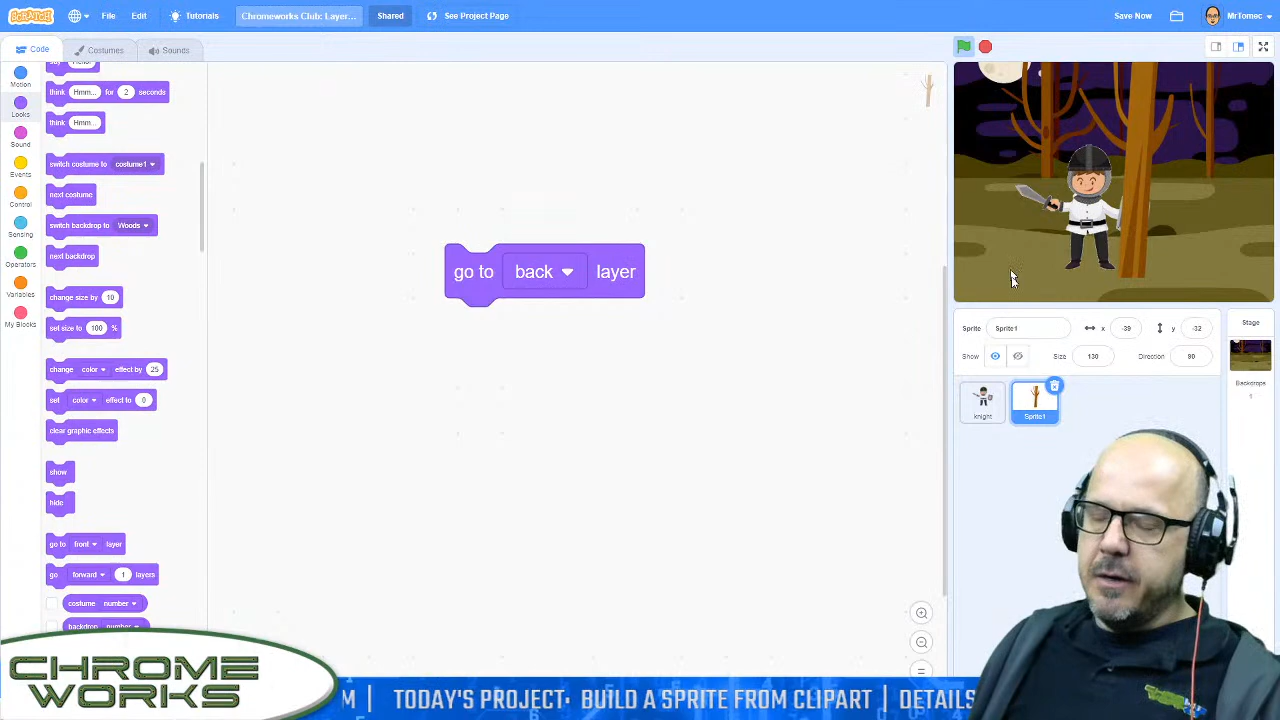 SCRATCH File Edit Tutorials Chromeworks Club: Layer... Shared See Project Page Save Now MrTomec
Code Costumes Sounds
Motion
Looks
Sound
Events
Control
Sensing
Operators
Variables
My Blocks
think Hmm... for 2 seconds
think Hmm...
switch costume to costume1
next costume
switch backdrop to Woods
next backdrop
change size by 10
set size to 100 %
change color effect by 25
set color effect to 0
clear graphic effects
show
hide
go to front layer
go forward 1 layers
costume number
backdrop number
go to back layer
Sprite Sprite1 x -39 y -32
Show Size 130 Direction 90
knight
Sprite1
Stage
Backdrops
1
CHROME
WORKS
M | TODAY'S PROJECT: BUILD A SPRITE FROM CLIPART | DETAILS